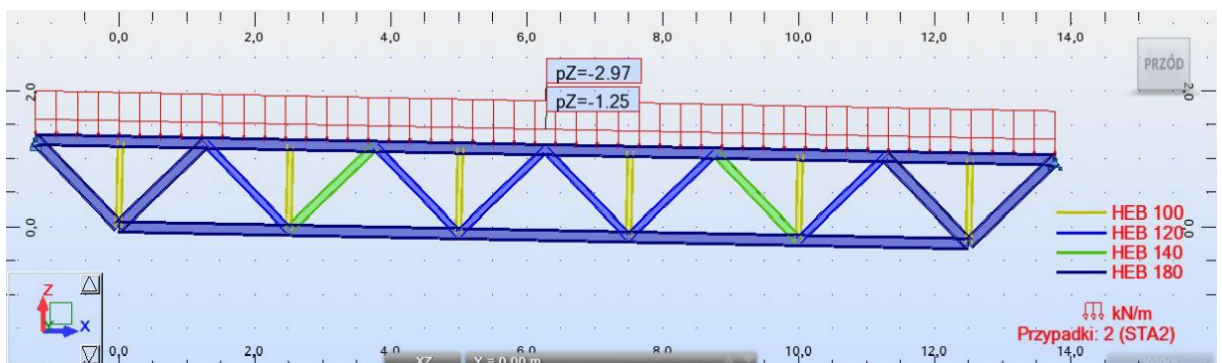 0,0 2,0 4,0 6,0 8,0 10,0 12,0 14,0
PRZÓD
pZ=-2.97
pZ=-1.25
2,0
2,0
0,0
0,0
HEB 100
HEB 120
HEB 140
HEB 180
kN/m
Przypadki: 2 (STA2)
Z
Y
X
0,0 2,0 4,0 6,0 8,0 10,0 12,0 14,0
XZ
Y = 0,00 m